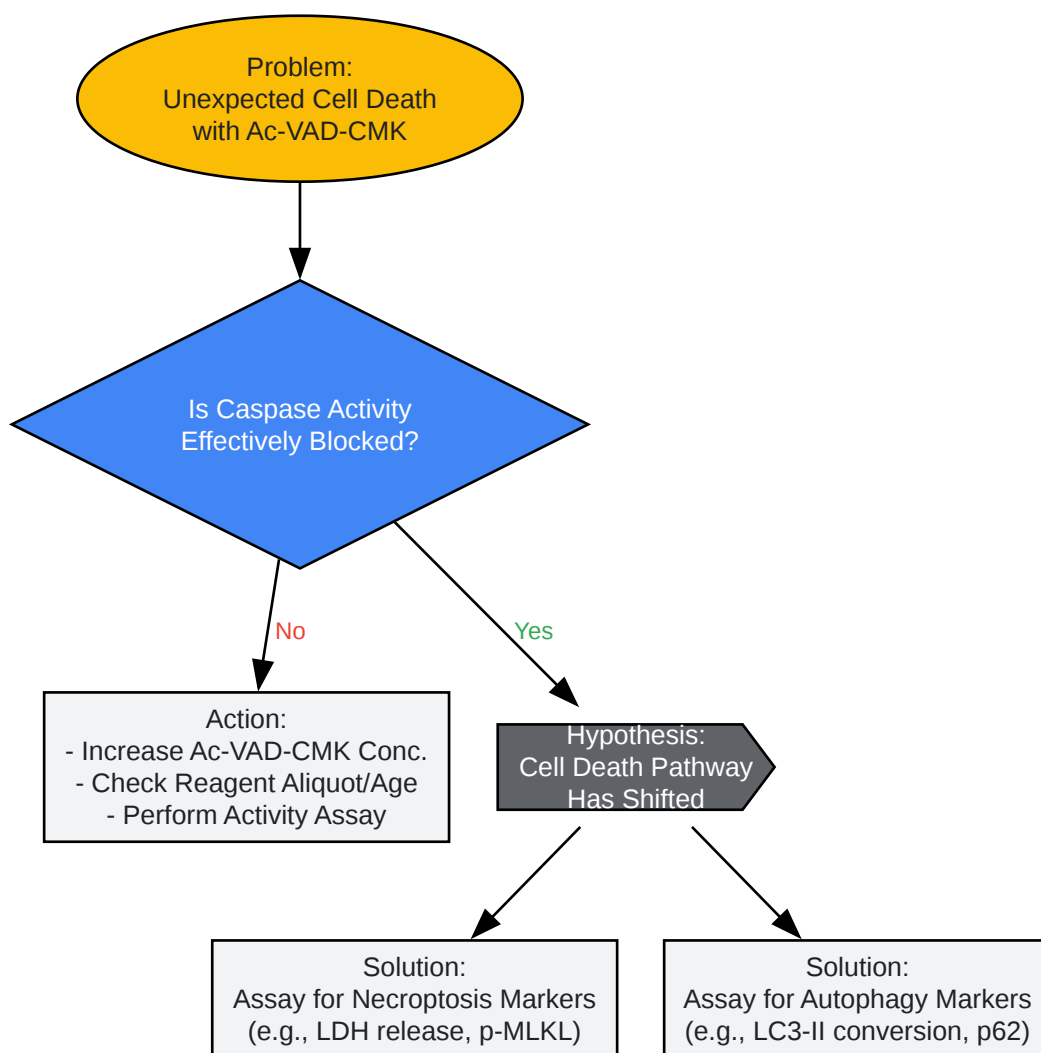 Problem:
Unexpected Cell Death
with Ac-VAD-CMK
Is Caspase Activity
Effectively Blocked?
No
Yes
Action:
- Increase Ac-VAD-CMK Conc.
- Check Reagent Aliquot/Age
- Perform Activity Assay
Hypothesis:
Cell Death Pathway
Has Shifted
Solution:
Assay for Necroptosis Markers
(e.g., LDH release, p-MLKL)
Solution:
Assay for Autophagy Markers
(e.g., LC3-II conversion, p62)